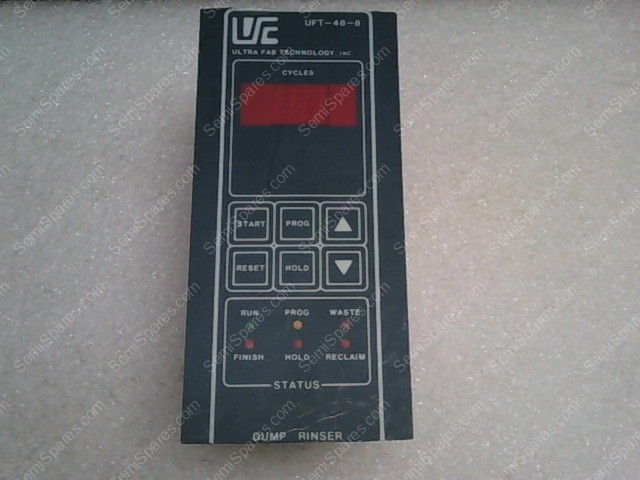 UFT-48-8
ULTRA FAB TECHNOLOGY, INC.
CYCLES
START PROG
RESET HOLD
RUN PROG WASTE
FINISH HOLD RECLAIM
STATUS
DUMP RINSER
SemiSpares.com